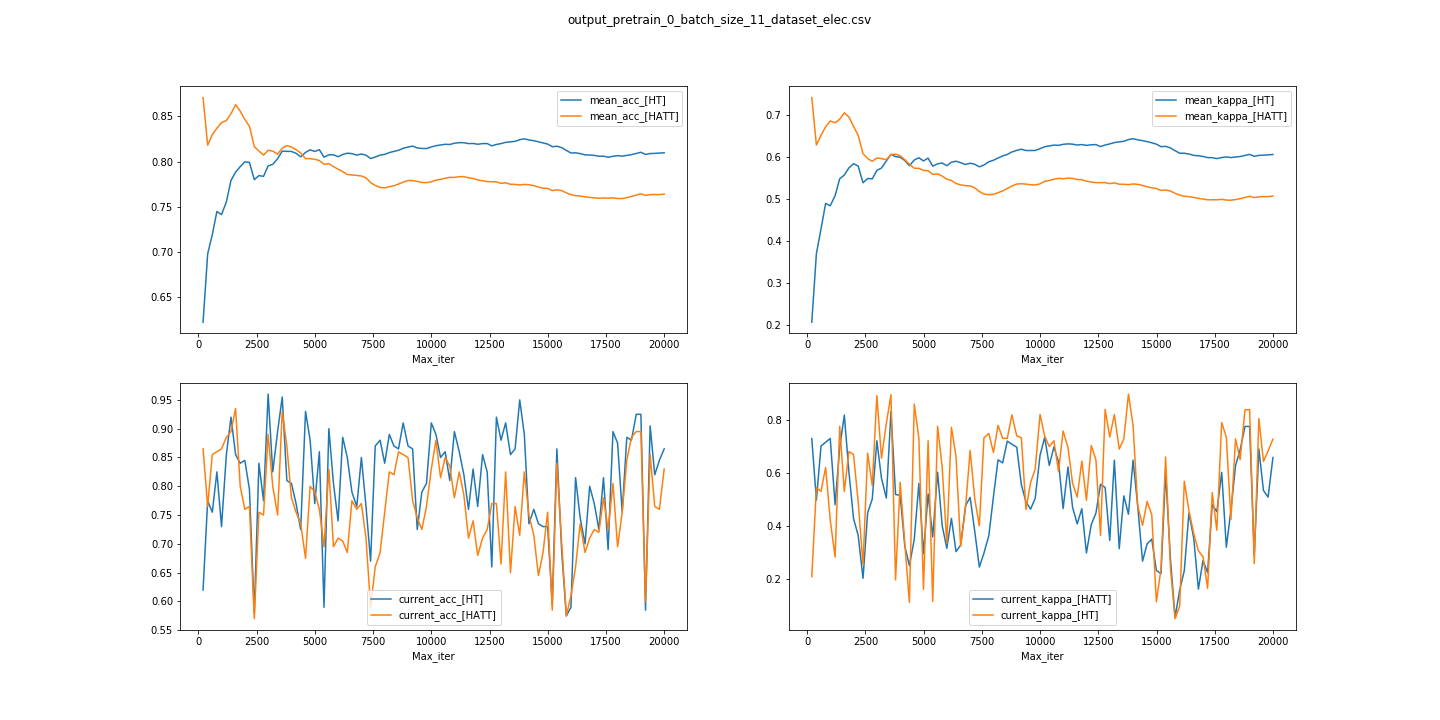 output_pretrain_0_batch_size_11_dataset_elec.csv
mean_acc_[HT]
mean_acc_[HATT]
0.85
0.80
0.75
0.70
0.65
0 2500 5000 7500 10000 12500 15000 17500 20000
Max_iter
mean_kappa_[HT]
mean_kappa_[HATT]
0.7
0.6
0.5
0.4
0.3
0.2
0 2500 5000 7500 10000 12500 15000 17500 20000
Max_iter
0.95
0.90
0.85
0.80
0.75
0.70
0.65
0.60
0.55
current_acc_[HT]
current_acc_[HATT]
0 2500 5000 7500 10000 12500 15000 17500 20000
Max_iter
0.8
0.6
0.4
0.2
current_kappa_[HATT]
current_kappa_[HT]
0 2500 5000 7500 10000 12500 15000 17500 20000
Max_iter